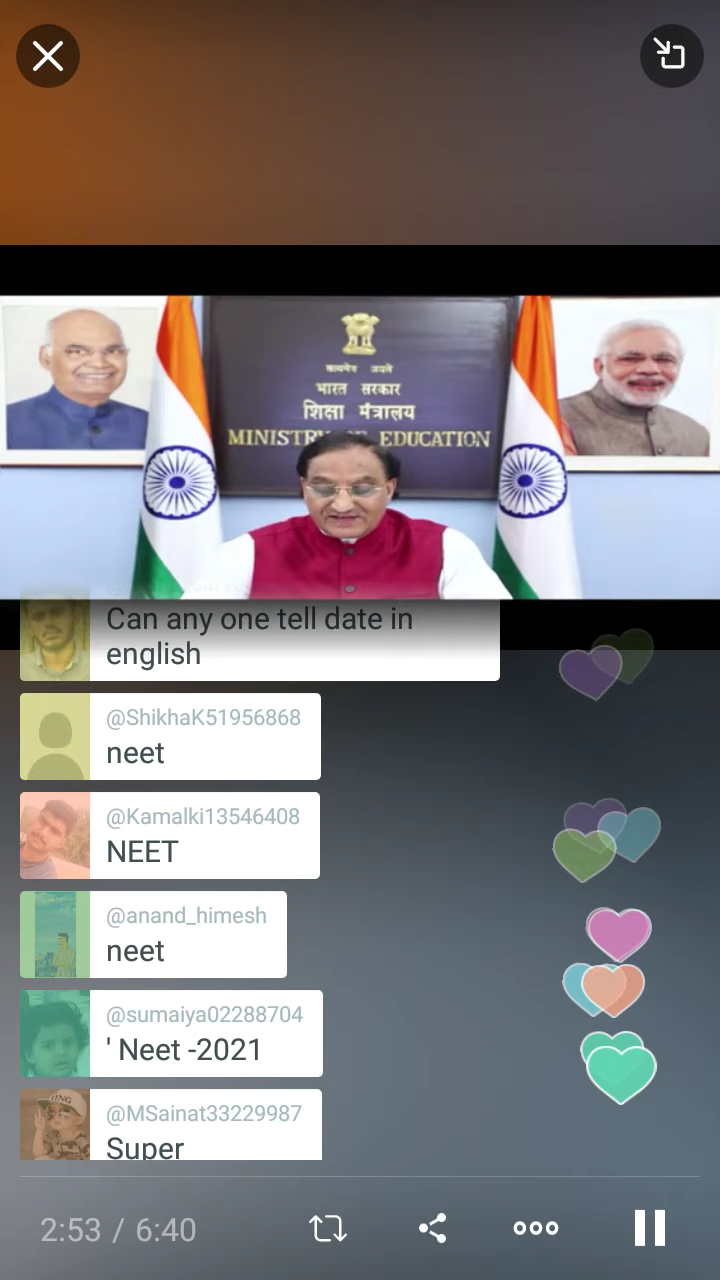 सत्यमेव जयते
भारत सरकार
शिक्षा मंत्रालय
MINISTRY OF EDUCATION
Can any one tell date in
english
@ShikhaK51956868
neet
@Kamalki13546408
NEET
@anand_himesh
neet
@sumaiya02288704
' Neet -2021
@MSainat33229987
Super
2:53 / 6:40